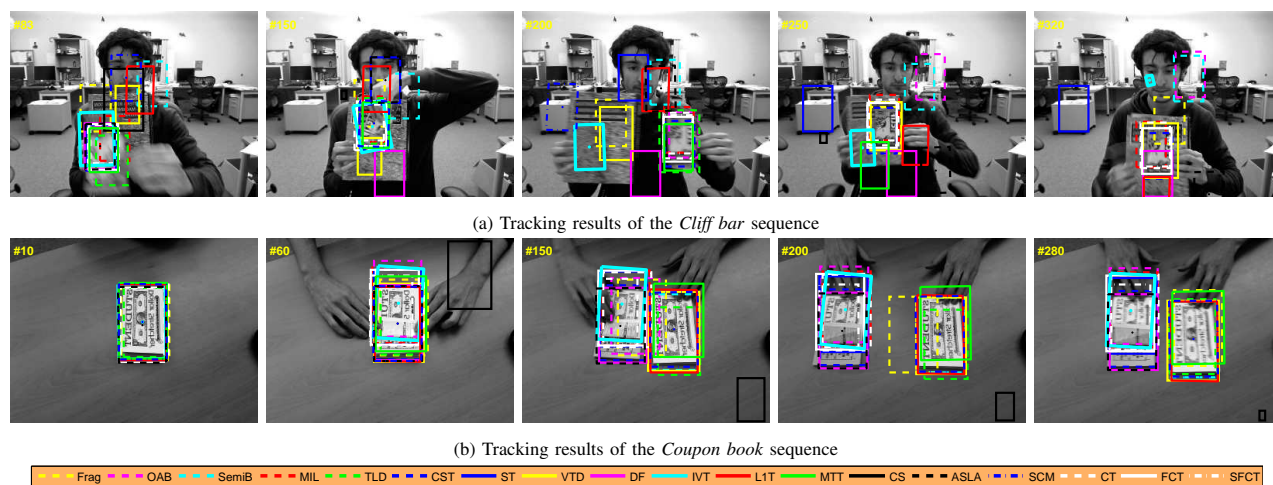 #83
#150
#200
#250
#320
(a) Tracking results of the Cliff bar sequence
#10
#60
#150
#200
#280
STUDENT
(b) Tracking results of the Coupon book sequence
Frag OAB SemiB MIL TLD CST ST VTD DF IVT L1T MTT CS ASLA SCM CT FCT SFCT